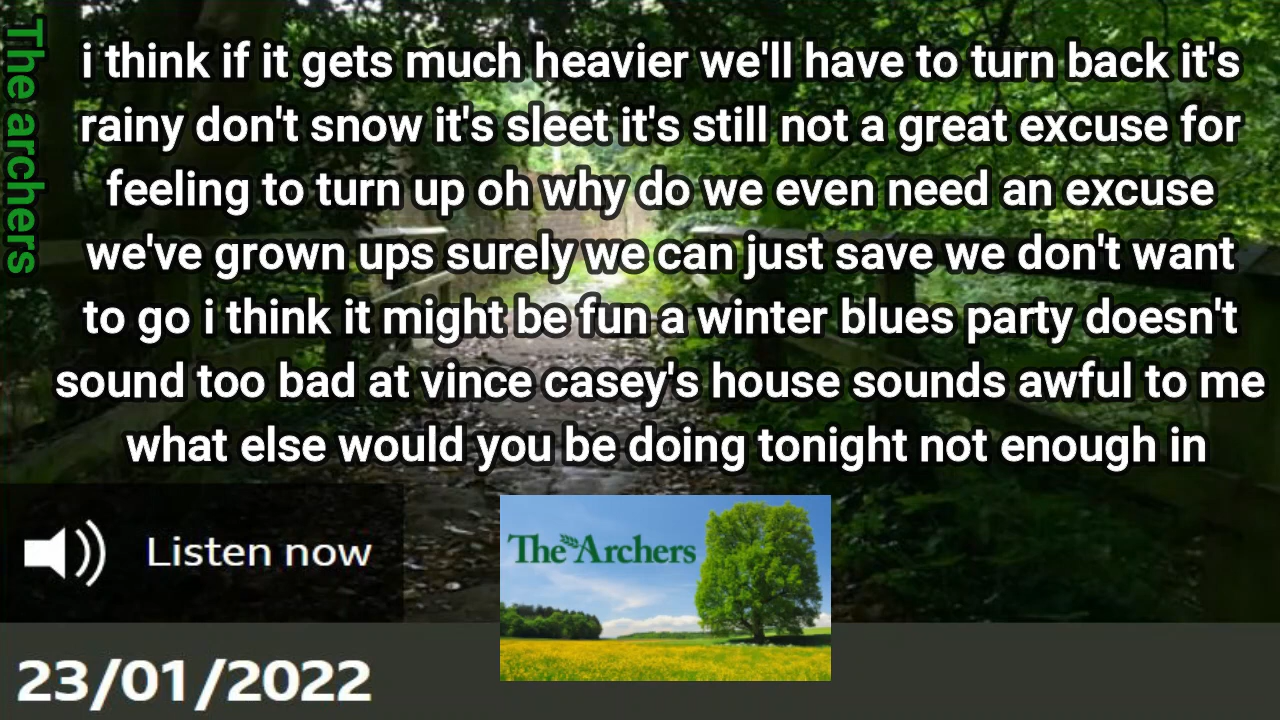 The archers
i think if it gets much heavier we'll have to turn back it's
rainy don't snow it's sleet it's still not a great excuse for
feeling to turn up oh why do we even need an excuse
we've grown ups surely we can just save we don't want
to go i think it might be fun a winter blues party doesn't
sound too bad at vince casey's house sounds awful to me
what else would you be doing tonight not enough in
Listen now
The Archers
23/01/2022